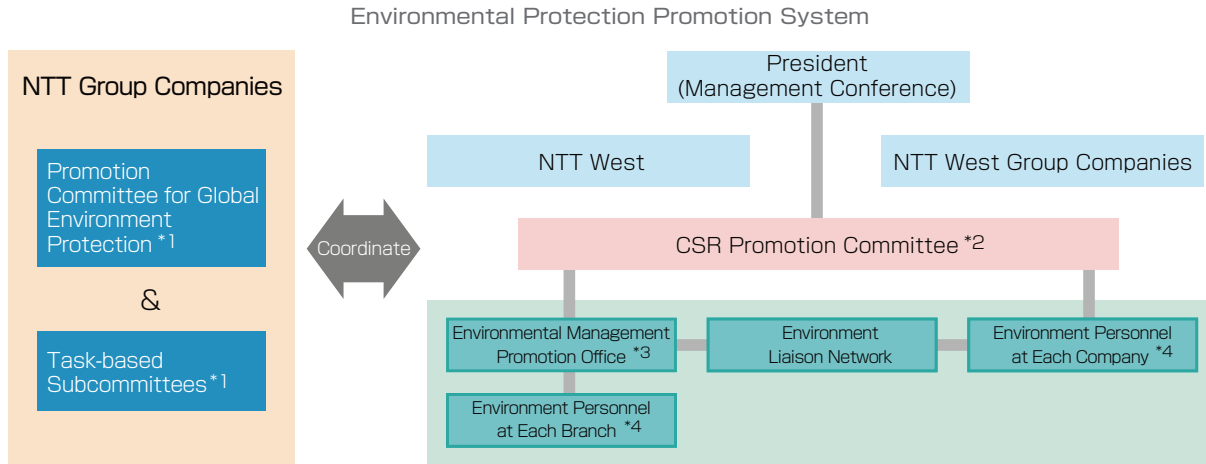 Environmental Protection Promotion System
NTT Group Companies
Promotion
Committee for Global
Environment
Protection *1
&
Task-based
Subcommittees *1
Coordinate
President
(Management Conference)
NTT West
NTT West Group Companies
CSR Promotion Committee *2
Environmental Management
Promotion Office *3
Environment
Liaison Network
Environment Personnel
at Each Company *4
Environment Personnel
at Each Branch *4